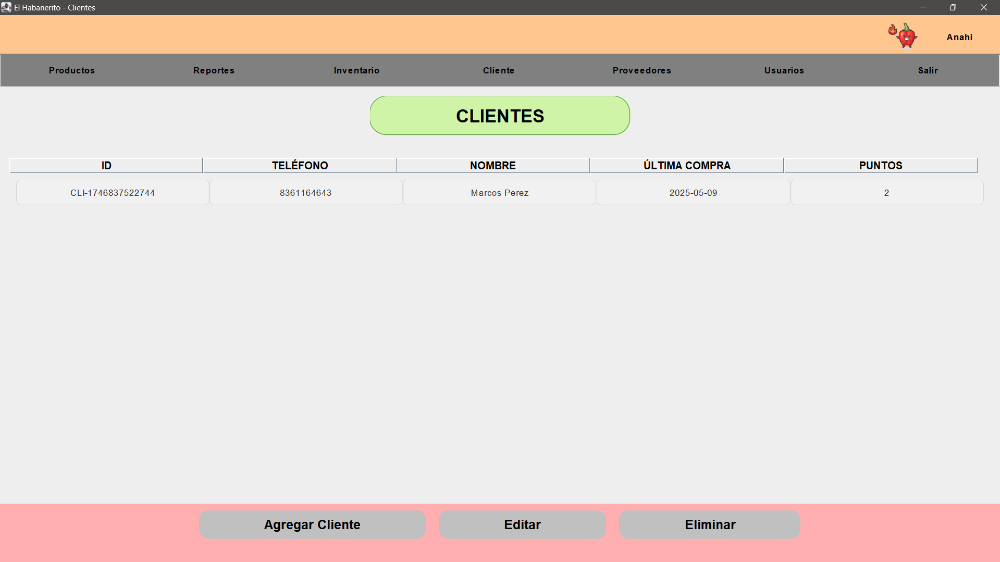 El Habanerito - Clientes
Anahi
Productos Reportes Inventario Cliente Proveedores Usuarios Salir
CLIENTES
ID TELÉFONO NOMBRE ÚLTIMA COMPRA PUNTOS
CLI-1746837522744 8361164643 Marcos Perez 2025-05-09 2
Agregar Cliente Editar Eliminar